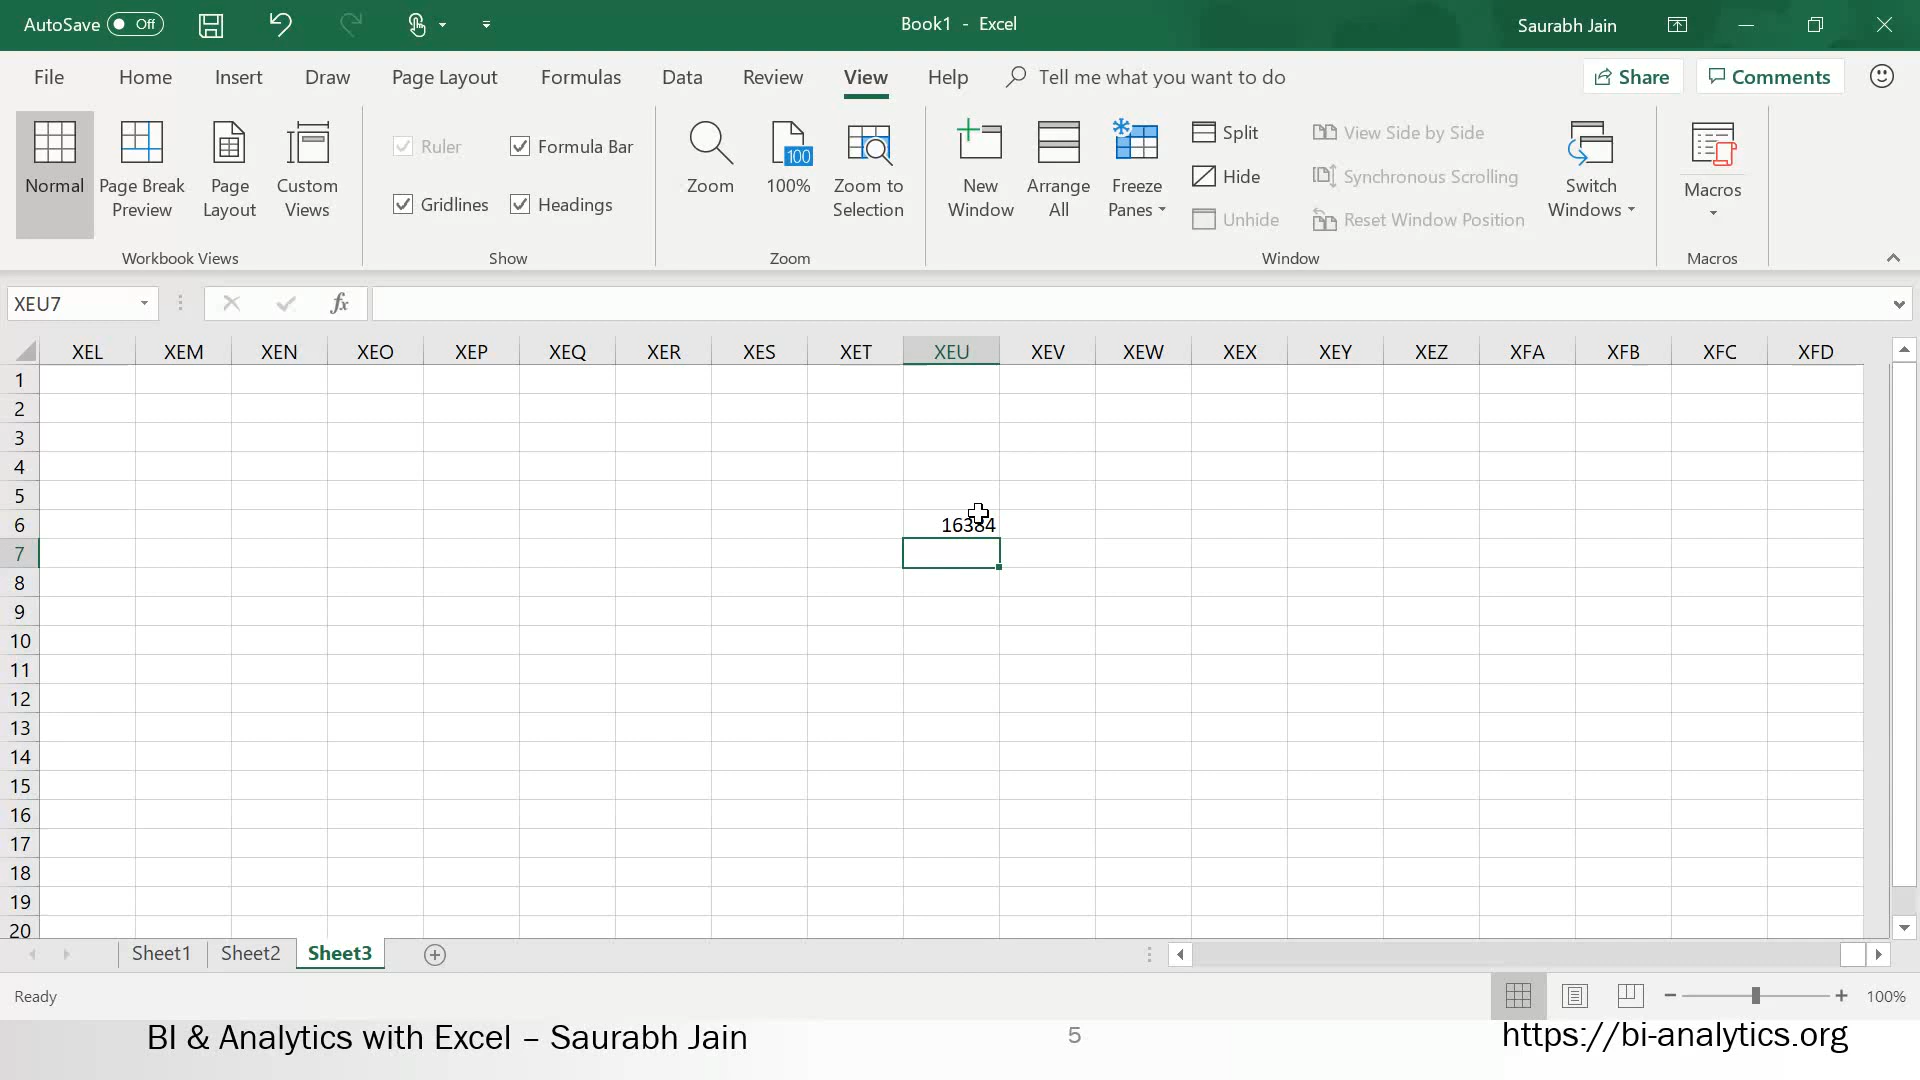 AutoSave Off Book1 - Excel Saurabh Jain
File Home Insert Draw Page Layout Formulas Data Review View Help Tell me what you want to do Share Comments
Normal Page Break Preview Page Layout Custom Views
Workbook Views
Ruler Formula Bar
Gridlines Headings
Show
Zoom 100 100% Zoom to Selection
Zoom
New Window Arrange All Freeze Panes
Split View Side by Side
Hide Synchronous Scrolling
Unhide Reset Window Position
Switch Windows
Window
Macros
Macros
XEU7 fx
XEL XEM XEN XEO XEP XEQ XER XES XET XEU XEV XEW XEX XEY XEZ XFA XFB XFC XFD
1
2
3
4
5
6 16384
7
8
9
10
11
12
13
14
15
16
17
18
19
20
Sheet1 Sheet2 Sheet3
Ready 100%
BI & Analytics with Excel – Saurabh Jain 5 https://bi-analytics.org